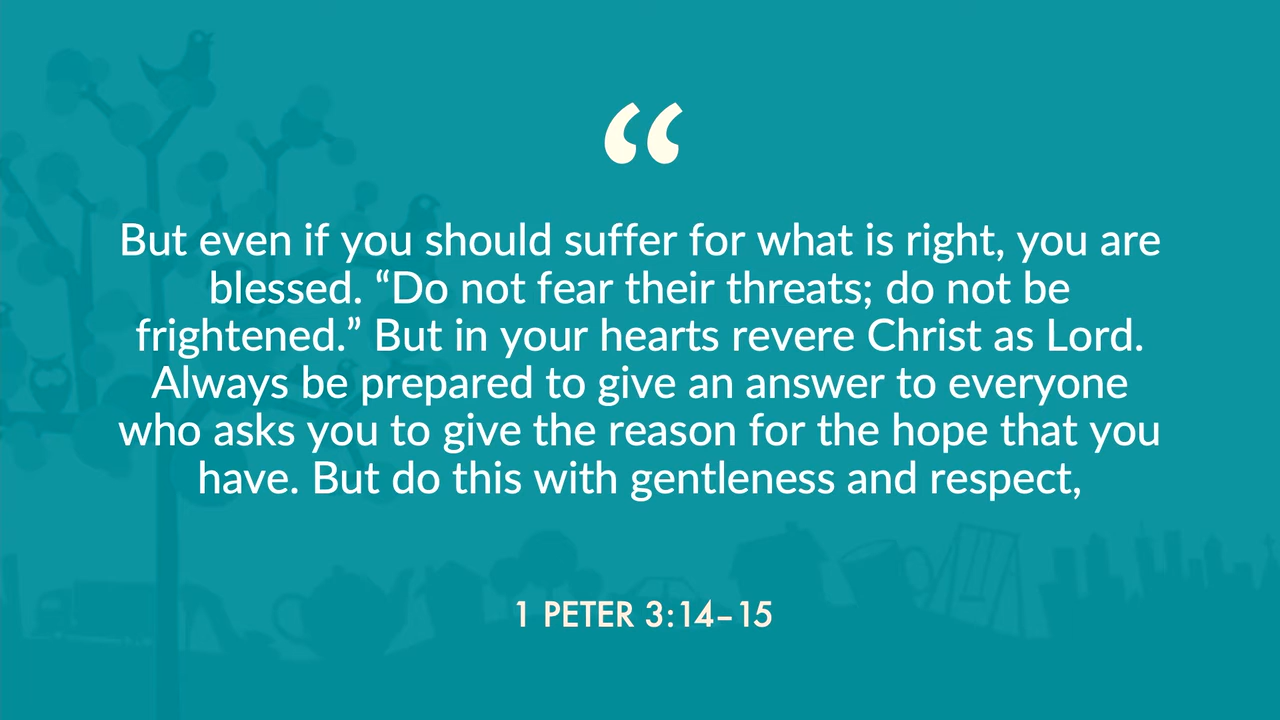 “
But even if you should suffer for what is right, you are
blessed. “Do not fear their threats; do not be
frightened.” But in your hearts revere Christ as Lord.
Always be prepared to give an answer to everyone
who asks you to give the reason for the hope that you
have. But do this with gentleness and respect,
1 PETER 3:14–15